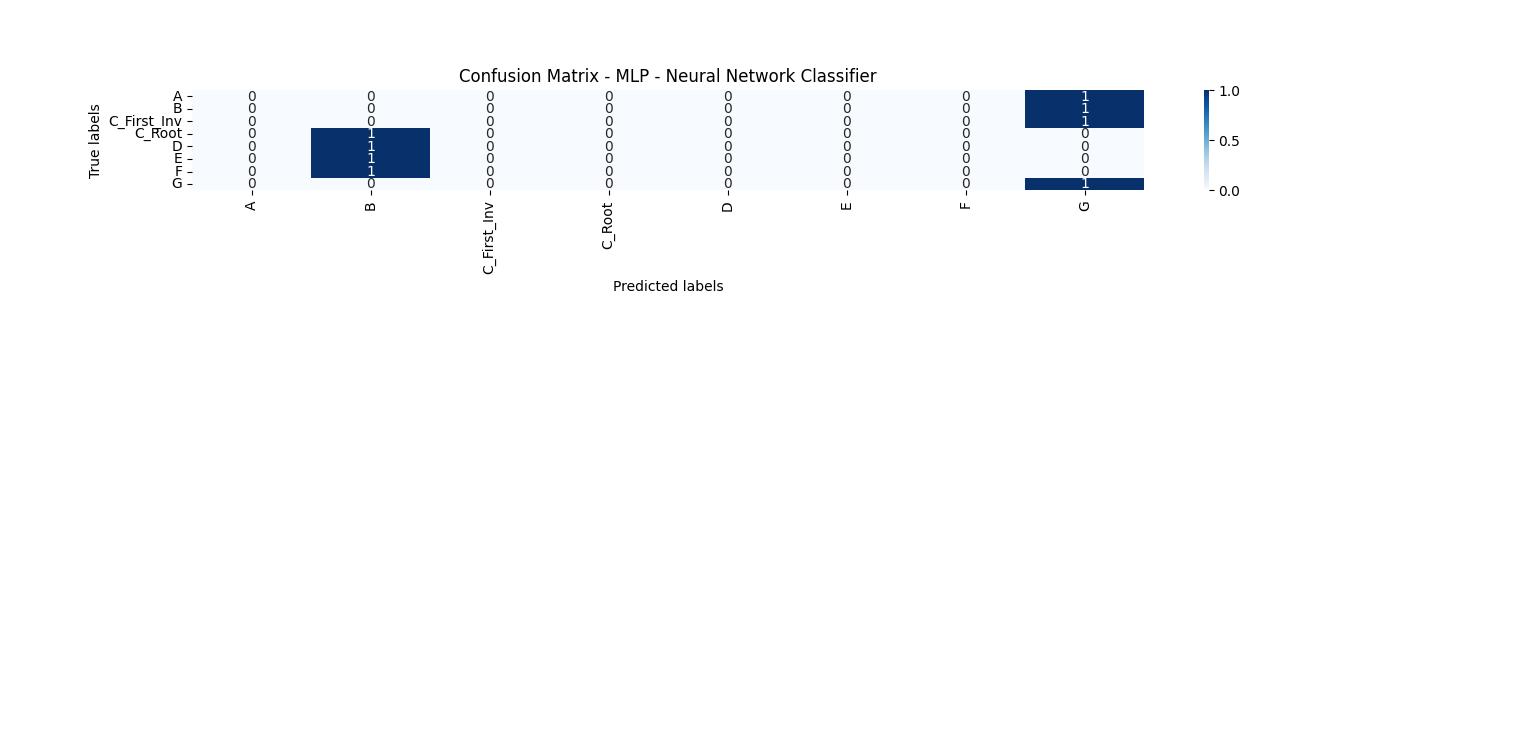 Confusion Matrix - MLP - Neural Network Classifier
True labels
A 0 0 0 0 0 0 0 1
B 0 0 0 0 0 0 0 1
C_First_Inv 0 0 0 0 0 0 0 1
C_Root 0 1 0 0 0 0 0 0
D 0 1 0 0 0 0 0 0
E 0 1 0 0 0 0 0 0
F 0 1 0 0 0 0 0 0
G 0 0 0 0 0 0 0 1
A B C_First_Inv C_Root D E F G
Predicted labels
1.0
0.5
0.0